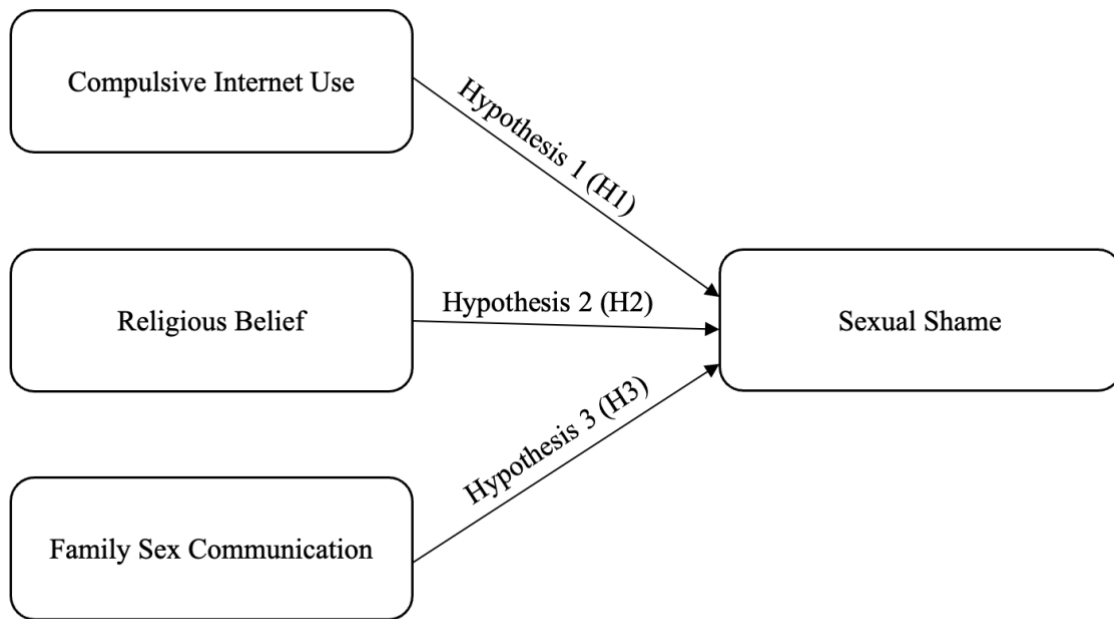 Compulsive Internet Use
Hypothesis 1 (H1)
Religious Belief
Hypothesis 2 (H2)
Sexual Shame
Hypothesis 3 (H3)
Family Sex Communication